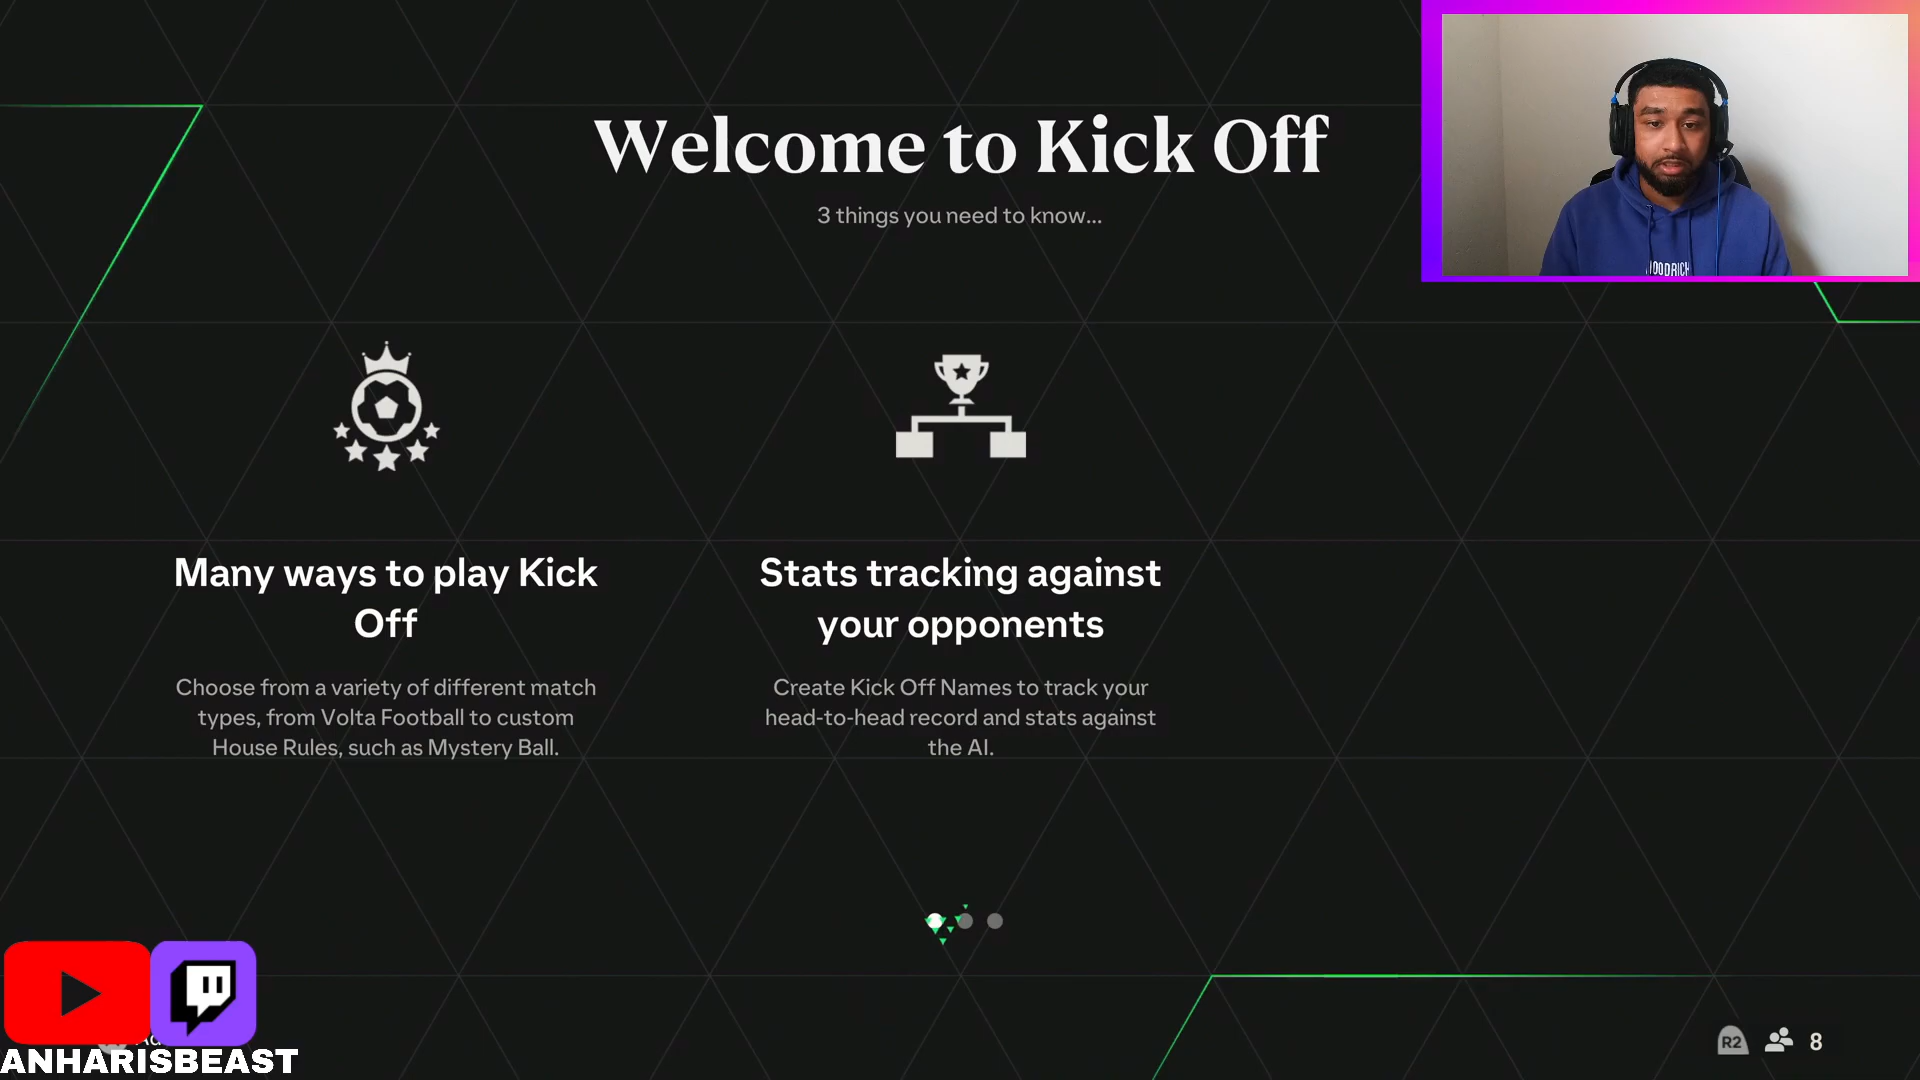 Welcome to Kick Off
3 things you need to know...
Many ways to play Kick
Off
Choose from a variety of different match
types, from Volta Football to custom
House Rules, such as Mystery Ball.
Stats tracking against
your opponents
Create Kick Off Names to track your
head-to-head record and stats against
the AI.
ANHARISBEAST
R2
8